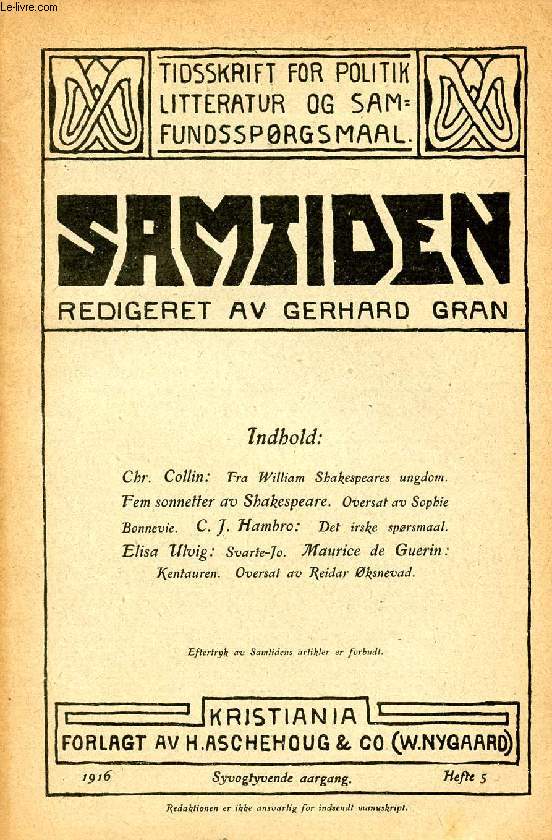 Le-livre.com
TIDSSKRIFT FOR POLITIK
LITTERATUR OG SAM=
FUNDSSPØRGSMAAL.
SAMTIDEN
REDIGERET AV GERHARD GRAN
Indhold:
Chr. Collin: Fra William Shakespeares ungdom.
Fem sonnetter av Shakespeare. Oversat av Sophie
Bonnevie. C. J. Hambro: Det irske spørsmaal.
Elisa Ulvig: Svarte-Jo. Maurice de Guerin:
Kentauren. Oversat av Reidar Øksnevad.
Eftertryk av Samtidens artikler er forbudt.
KRISTIANIA
FORLAGT AV H. ASCHEHOUG & CO (W. NYGAARD)
1916 Syvogtyvende aargang. Hefte 5
Redaktionen er ikke ansvarlig for indsendt manuskript.